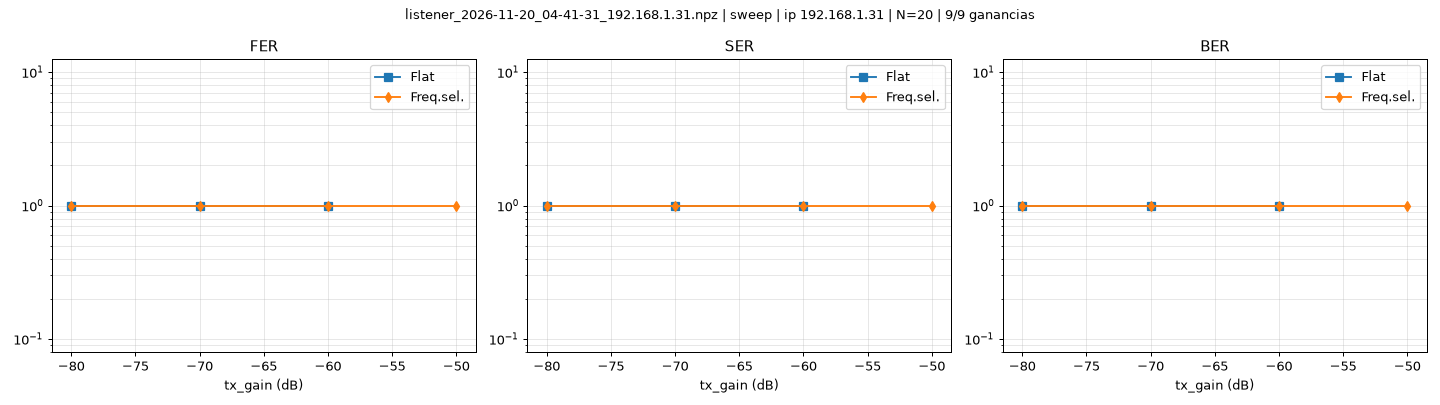 listener_2026-11-20_04-41-31_192.168.1.31.npz | sweep | ip 192.168.1.31 | N=20 | 9/9 ganancias
FER
10¹
10⁰
10⁻¹
Flat
Freq.sel.
−80 −75 −70 −65 −60 −55 −50
tx_gain (dB)
SER
10¹
10⁰
10⁻¹
Flat
Freq.sel.
−80 −75 −70 −65 −60 −55 −50
tx_gain (dB)
BER
10¹
10⁰
10⁻¹
Flat
Freq.sel.
−80 −75 −70 −65 −60 −55 −50
tx_gain (dB)